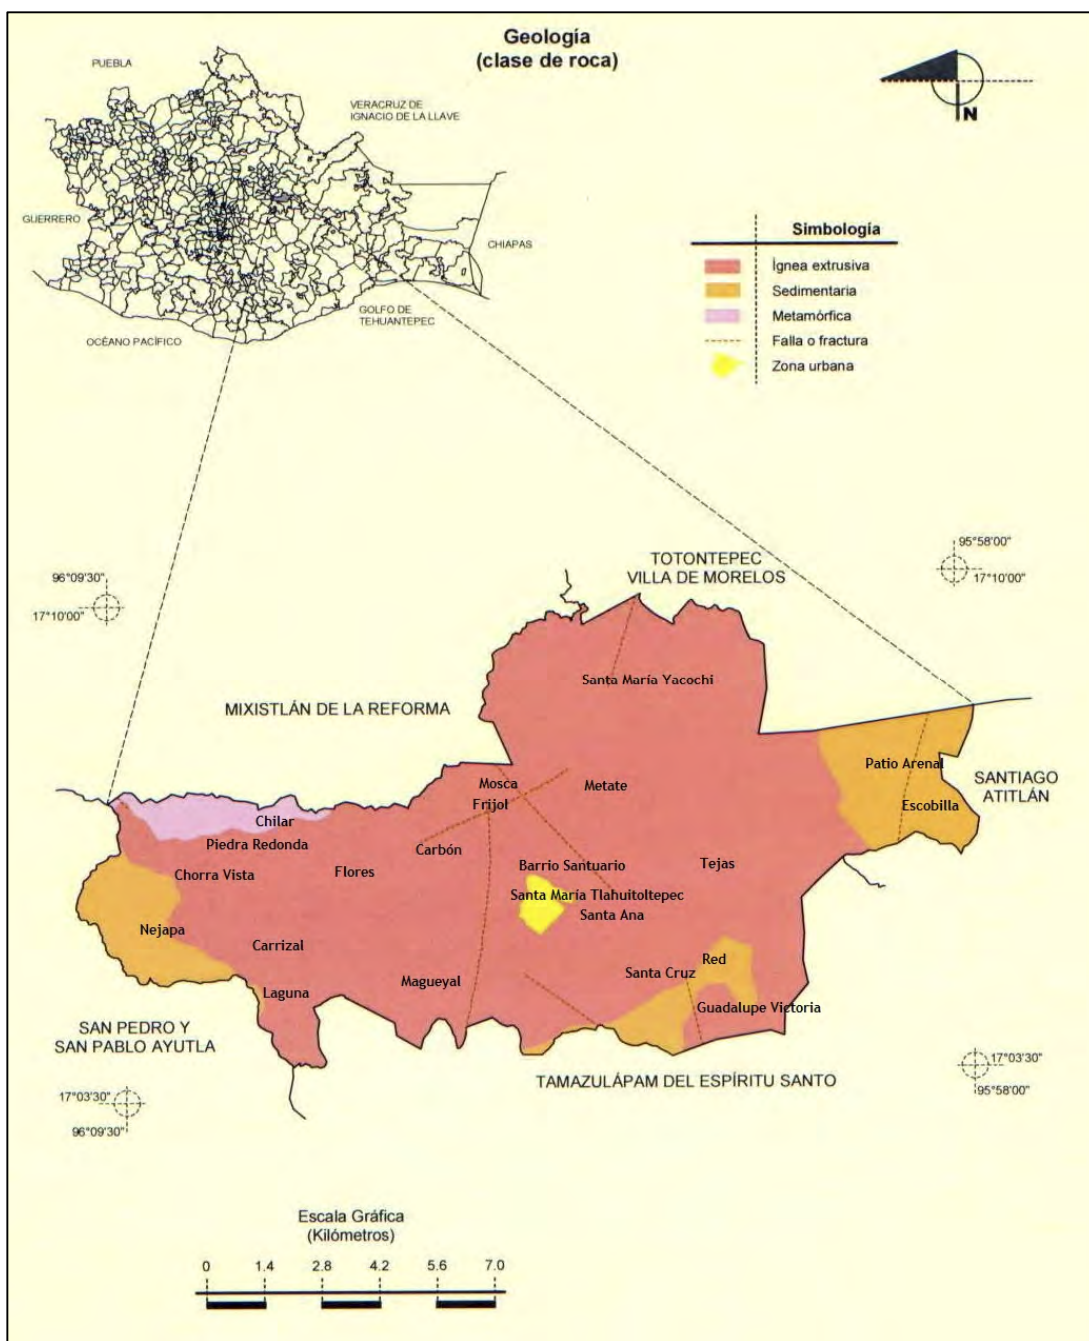 Geología
(clase de roca)
PUEBLA
VERACRUZ DE
IGNACIO DE LA LLAVE
GUERRERO
CHIAPAS
GOLFO DE
TEHUANTEPEC
OCÉANO PACÍFICO
N
Simbología
Ígnea extrusiva
Sedimentaria
Metamórfica
Falla o fractura
Zona urbana
96°09'30"
17°10'00"
95°58'00"
17°10'00"
TOTONTEPEC
VILLA DE MORELOS
MIXISTLÁN DE LA REFORMA
Santa María Yacochi
Patio Arenal
Escobilla
SANTIAGO
ATITLÁN
Mosca
Metate
Frijol
Chilar
Piedra Redonda
Carbón
Chorra Vista
Flores
Barrio Santuario
Tejas
Santa María Tlahuitoltepec
Santa Ana
Nejapa
Carrizal
Red
Santa Cruz
Magueyal
Laguna
Guadalupe Victoria
SAN PEDRO Y
SAN PABLO AYUTLA
TAMAZULÁPAM DEL ESPÍRITU SANTO
17°03'30"
95°58'00"
17°03'30"
96°09'30"
Escala Gráfica
(Kilómetros)
0 1.4 2.8 4.2 5.6 7.0